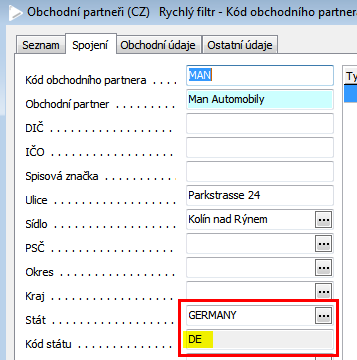 Obchodní partneři (CZ) Rychlý filtr - Kód obchodního partnera
Seznam Spojení Obchodní údaje Ostatní údaje
Kód obchodního partnera . . . . MAN
Obchodní partner . . . . . . . . . . Man Automobily
DIČ . . . . . . . . . . . . . . . . . . . .
IČO . . . . . . . . . . . . . . . . . . . .
Spisová značka . . . . . . . . . . . .
Ulice . . . . . . . . . . . . . . . . . . . Parkstrasse 24
Sídlo . . . . . . . . . . . . . . . . . . . Kolín nad Rýnem ...
PSČ . . . . . . . . . . . . . . . . . . . . ...
Okres . . . . . . . . . . . . . . . . . . ...
Kraj . . . . . . . . . . . . . . . . . . . ...
Stát . . . . . . . . . . . . . . . . . . . GERMANY ...
Kód státu . . . . . . . . . . . . . . . DE